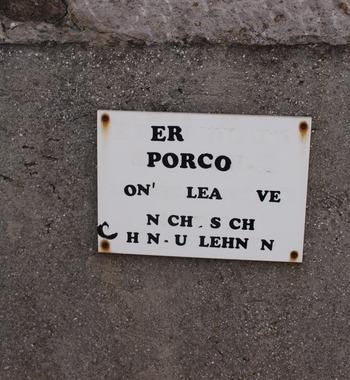 ER
PORCO
ON' LEA VE
N CH . S CH
C H N - U LEHN N